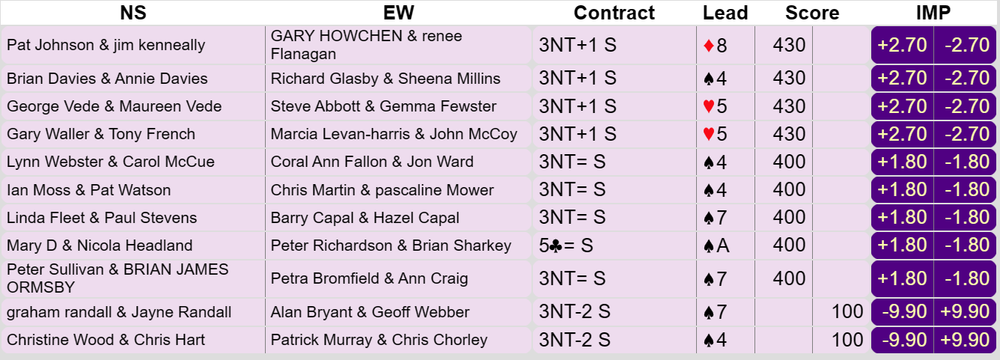 NS EW Contract Lead Score IMP
Pat Johnson & jim kenneally GARY HOWCHEN & renee Flanagan 3NT+1 S ♦8 430 +2.70 -2.70
Brian Davies & Annie Davies Richard Glasby & Sheena Millins 3NT+1 S ♠4 430 +2.70 -2.70
George Vede & Maureen Vede Steve Abbott & Gemma Fewster 3NT+1 S ♥5 430 +2.70 -2.70
Gary Waller & Tony French Marcia Levan-harris & John McCoy 3NT+1 S ♥5 430 +2.70 -2.70
Lynn Webster & Carol McCue Coral Ann Fallon & Jon Ward 3NT= S ♠4 400 +1.80 -1.80
Ian Moss & Pat Watson Chris Martin & pascaline Mower 3NT= S ♠4 400 +1.80 -1.80
Linda Fleet & Paul Stevens Barry Capal & Hazel Capal 3NT= S ♠7 400 +1.80 -1.80
Mary D & Nicola Headland Peter Richardson & Brian Sharkey 5♣= S ♠A 400 +1.80 -1.80
Peter Sullivan & BRIAN JAMES ORMSBY Petra Bromfield & Ann Craig 3NT= S ♠7 400 +1.80 -1.80
graham randall & Jayne Randall Alan Bryant & Geoff Webber 3NT-2 S ♠7 100 -9.90 +9.90
Christine Wood & Chris Hart Patrick Murray & Chris Chorley 3NT-2 S ♠4 100 -9.90 +9.90